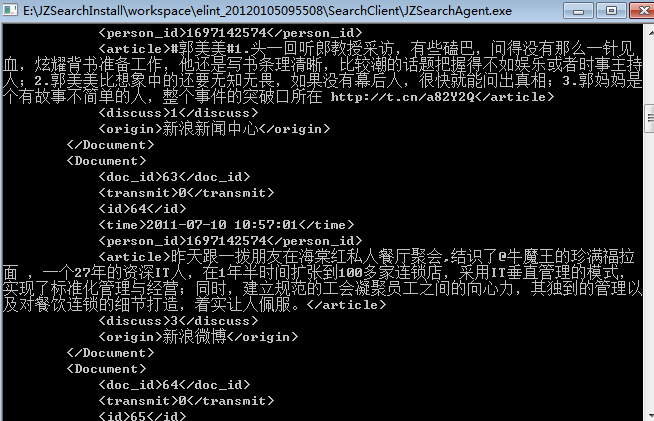 E:\JZSearchInstall\workspace\elint_20120105095508\SearchClient\JZSearchAgent.exe
<person_id>1697142574</person_id>
<article>#郭美美#1.头一回听郎教授采访，有些磕巴，问得没有那么一针见
血，炫耀背书准备工作，他还是写书条理清晰，比较潮的话题把握得不如娱乐或者时事主持
人；2.郭美美比想象中的还要无知无畏，如果没有幕后人，很快就能问出真相；3.郭妈妈是
个有故事不简单的人，整个事件的突破口所在 http://t.cn/a82Y2Q</article>
<discuss>1</discuss>
<origin>新浪新闻中心</origin>
</Document>
<Document>
<doc_id>63</doc_id>
<transmit>0</transmit>
<id>64</id>
<time>2011-07-10 10:57:01</time>
<person_id>1697142574</person_id>
<article>昨天跟一拨朋友在海棠红私人餐厅聚会.结识了@牛魔王的珍满福拉
面 ，一个27年的资深IT人，在1年半时间扩张到100多家连锁店，采用IT垂直管理的模式，
实现了标准化管理与经营；同时，建立规范的工会凝聚员工之间的向心力，其独到的管理以
及对餐饮连锁的细节打造，着实让人佩服。</article>
<discuss>3</discuss>
<origin>新浪微博</origin>
</Document>
<Document>
<doc_id>64</doc_id>
<transmit>0</transmit>
<id>65</id>